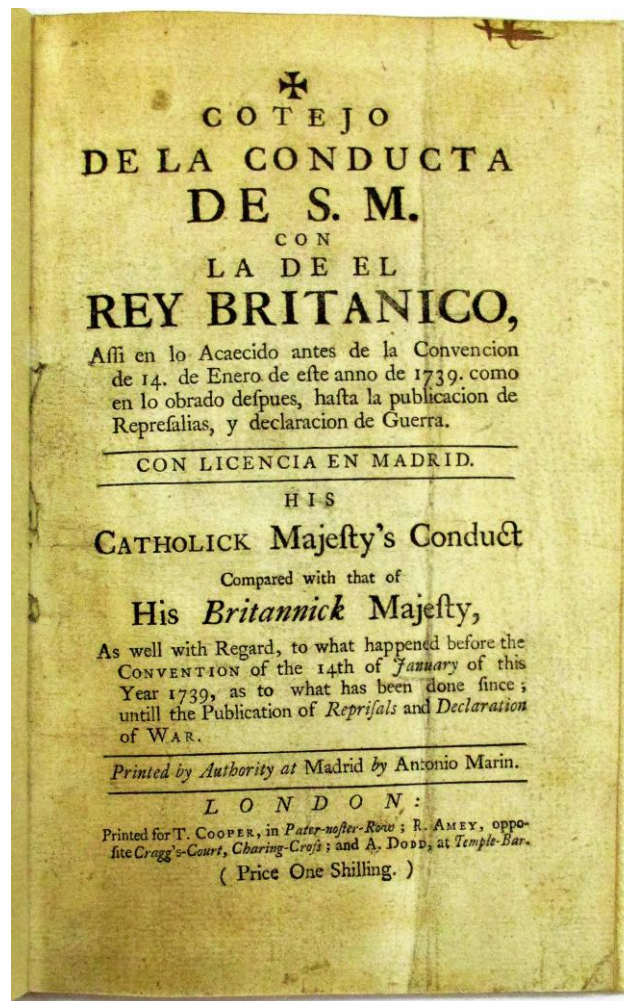 ✠
COTEJO
DE LA CONDUCTA
DE S. M.
CON
LA DE EL
REY BRITANICO,
Aſſi en lo Acaecido antes de la Convencion
de 14. de Enero de eſte anno de 1739. como
en lo obrado deſpues, haſta la publicacion de
Repreſalias, y declaracion de Guerra.
CON LICENCIA EN MADRID.
HIS
CATHOLICK Majeſty's Conduct
Compared with that of
His Britannick Majeſty,
As well with Regard, to what happened before the
CONVENTION of the 14th of January of this
Year 1739, as to what has been done ſince ;
untill the Publication of Repriſals and Declaration
of WAR.
Printed by Authority at Madrid by Antonio Marin.
LONDON:
Printed for T. COOPER, in Pater-noſter-Row ; R. AMEY, oppo-
ſite Cragg's-Court, Charing-Croſs ; and A. DODD, at Temple-Bar.
( Price One Shilling. )